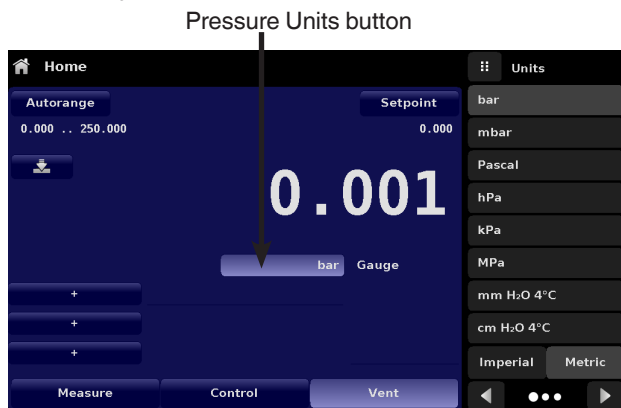 Pressure Units button
Home
Autorange
Setpoint
0.000 .. 250.000
0.000
0.001
bar
Gauge
+
+
+
Measure
Control
Vent
Units
bar
mbar
Pascal
hPa
kPa
MPa
mm H₂O 4°C
cm H₂O 4°C
Imperial
Metric